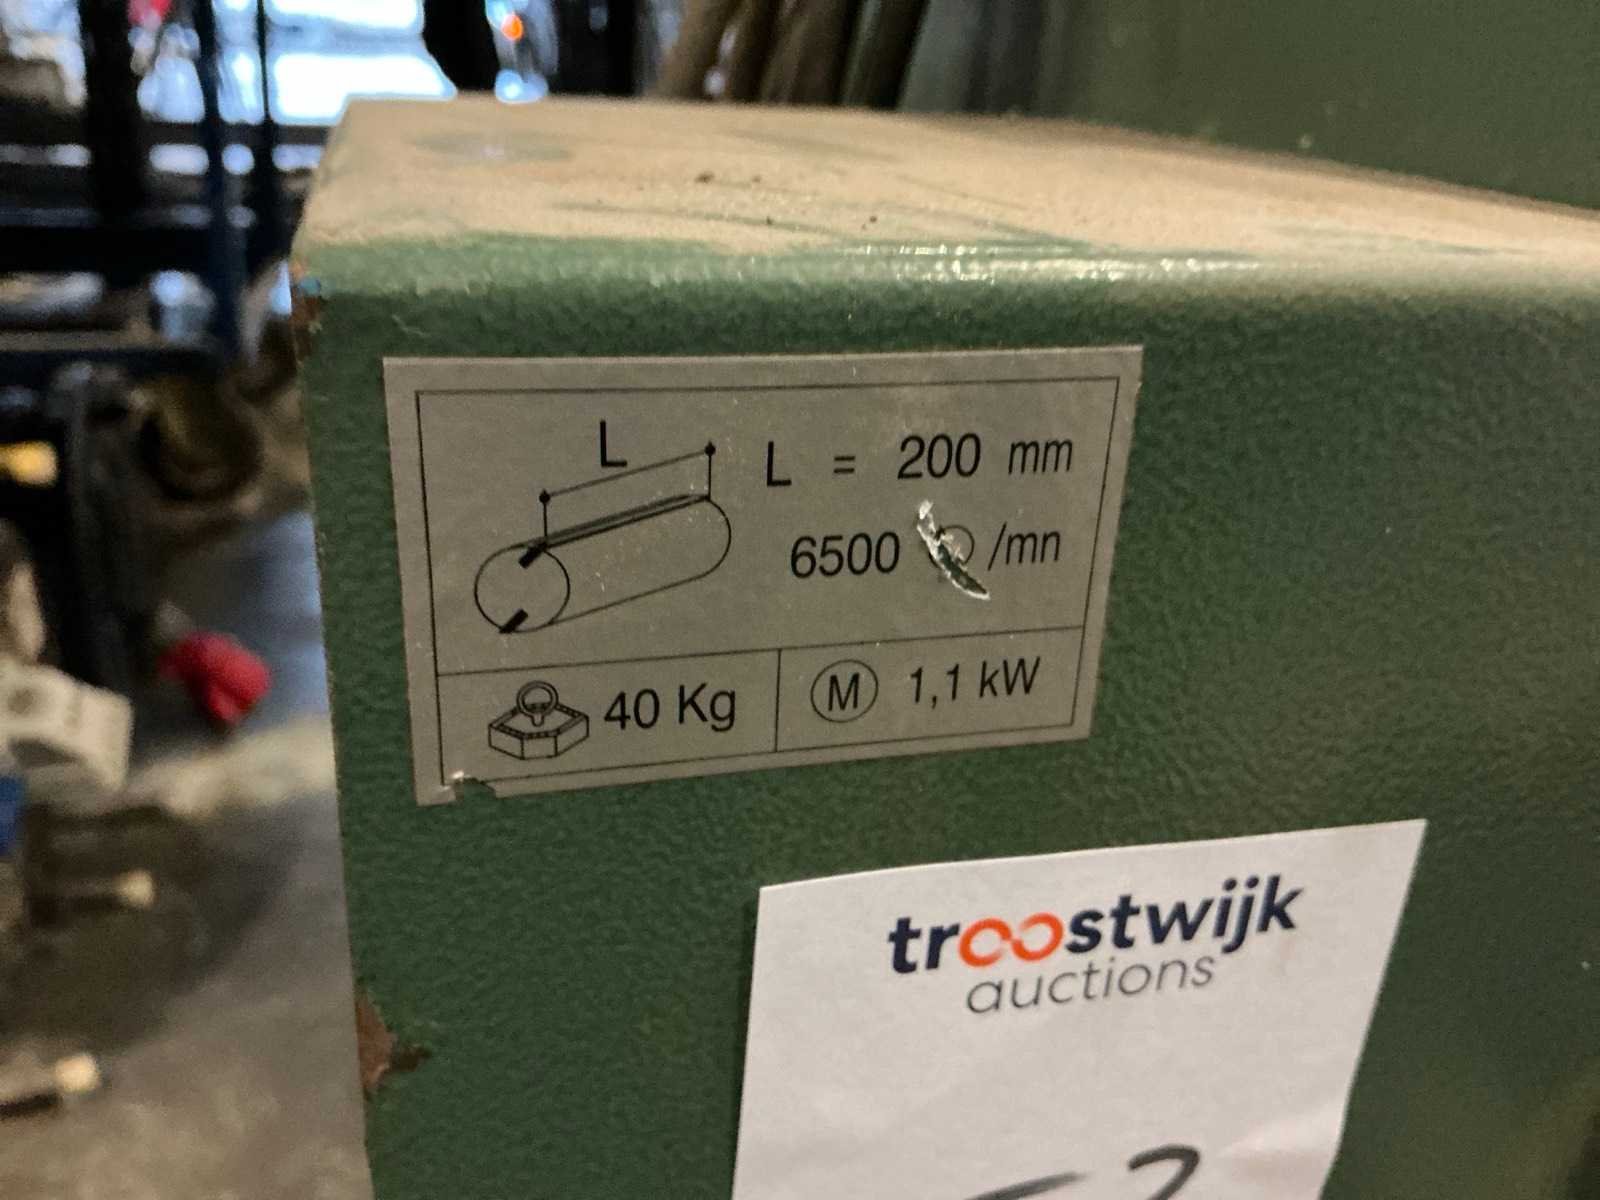 L
L = 200 mm
6500 /mn
40 Kg
M 1,1 kW
troostwijk
auctions